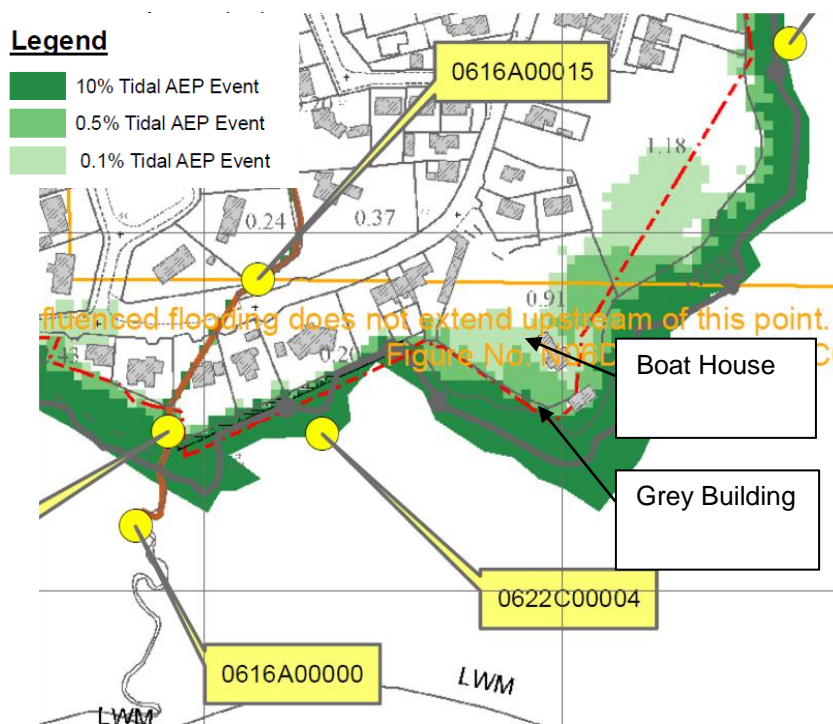 Legend
10% Tidal AEP Event
0.5% Tidal AEP Event
0.1% Tidal AEP Event
0616A00015
1.18
0.24
0.37
0.91
fluenced flooding does not extend upstream of this point.
Figure No.
.43
0.20
Boat House
Grey Building
0622C00004
0616A00000
LWM
LWM